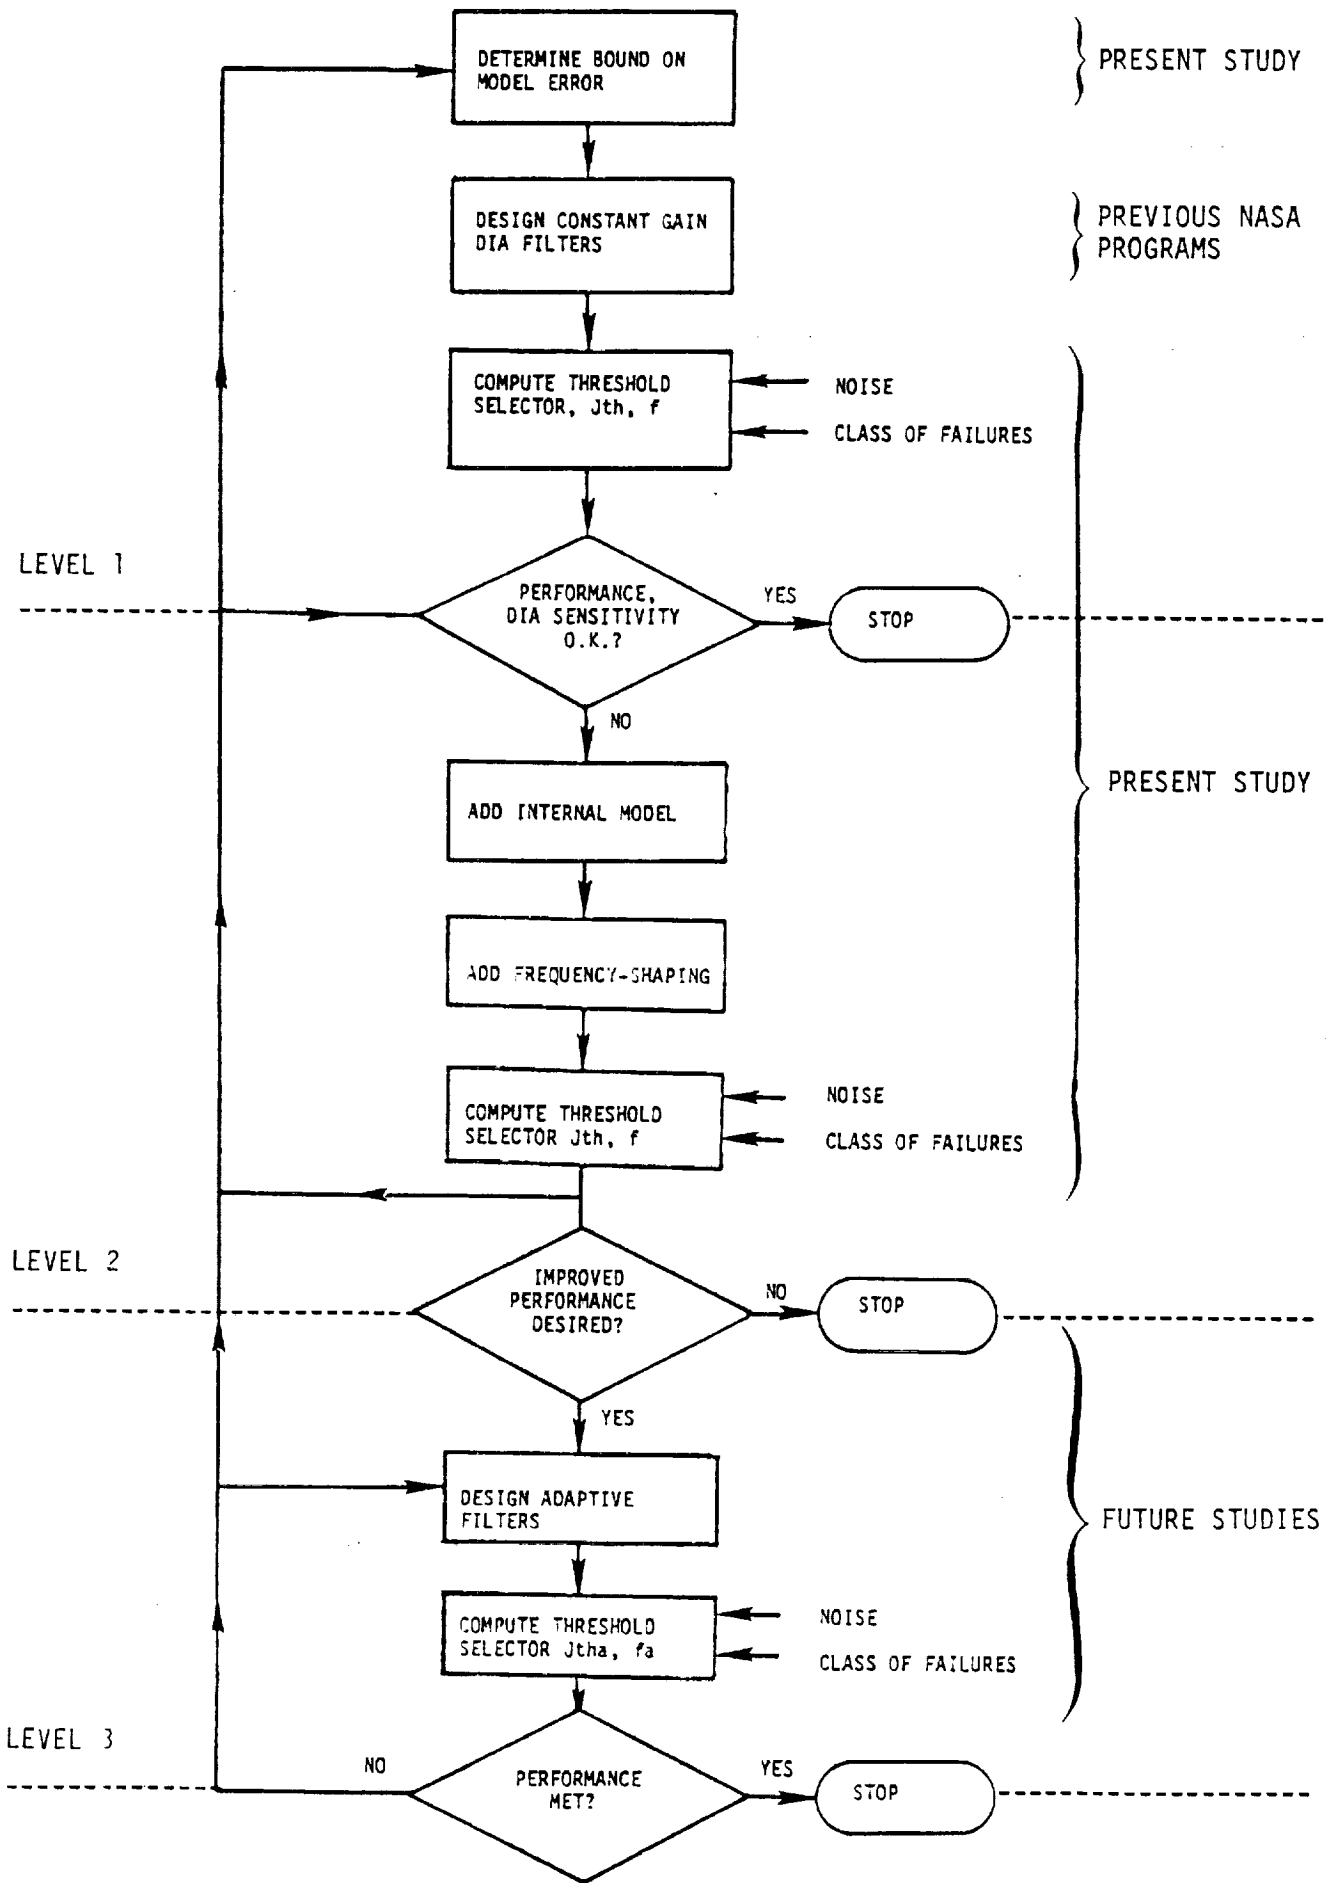 DETERMINE BOUND ON
MODEL ERROR
PRESENT STUDY
DESIGN CONSTANT GAIN
DIA FILTERS
PREVIOUS NASA
PROGRAMS
COMPUTE THRESHOLD
SELECTOR, Jth, f
NOISE
CLASS OF FAILURES
LEVEL 1
PERFORMANCE,
DIA SENSITIVITY
O.K.?
YES
STOP
NO
ADD INTERNAL MODEL
PRESENT STUDY
ADD FREQUENCY-SHAPING
COMPUTE THRESHOLD
SELECTOR Jth, f
NOISE
CLASS OF FAILURES
LEVEL 2
IMPROVED
PERFORMANCE
DESIRED?
NO
STOP
YES
DESIGN ADAPTIVE
FILTERS
FUTURE STUDIES
COMPUTE THRESHOLD
SELECTOR Jtha, fa
NOISE
CLASS OF FAILURES
LEVEL 3
NO
PERFORMANCE
MET?
YES
STOP